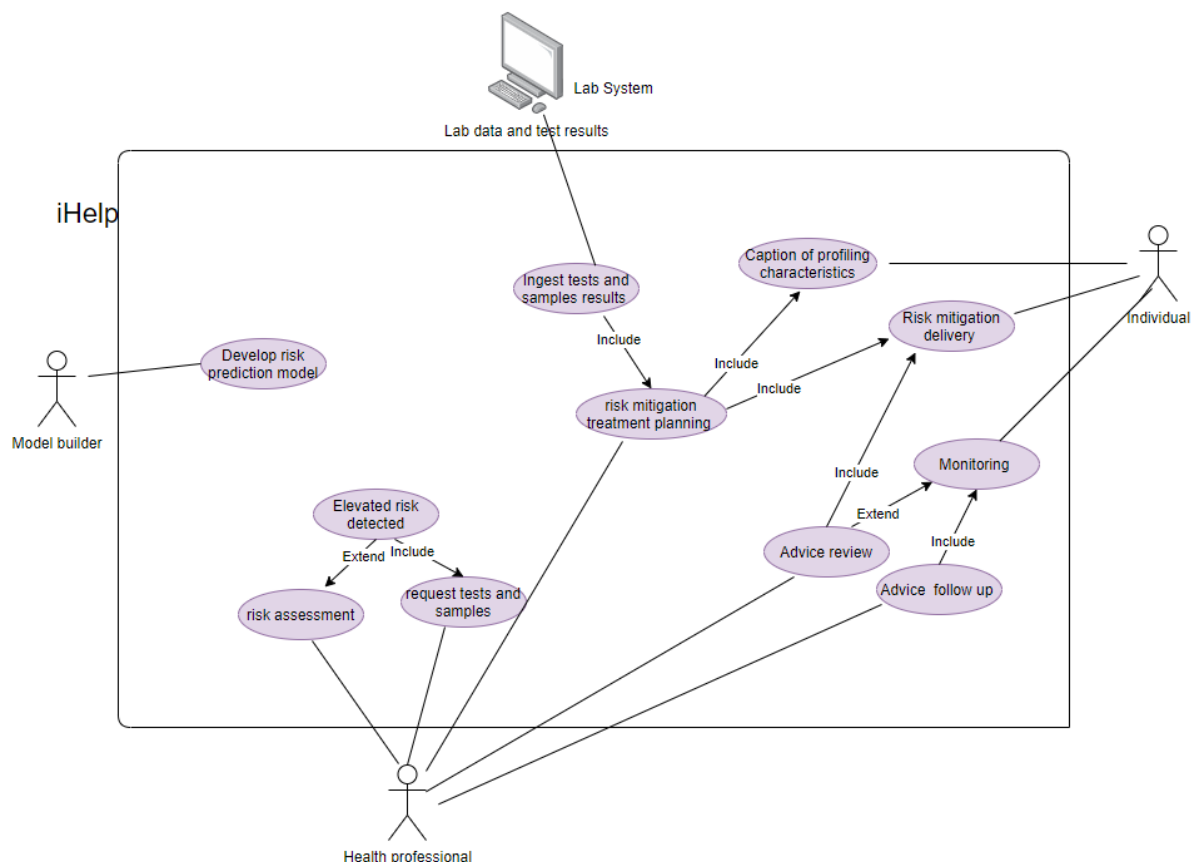 Lab System
Lab data and test results
iHelp
Caption of profiling
characteristics
Ingest tests and
samples results
Individual
Risk mitigation
delivery
Include
Develop risk
prediction model
Include
Include
risk mitigation
treatment planning
Model builder
Monitoring
Include
Elevated risk
detected
Extend
Include
Extend
Include
Advice review
request tests and
samples
Advice  follow up
risk assessment
Health professional